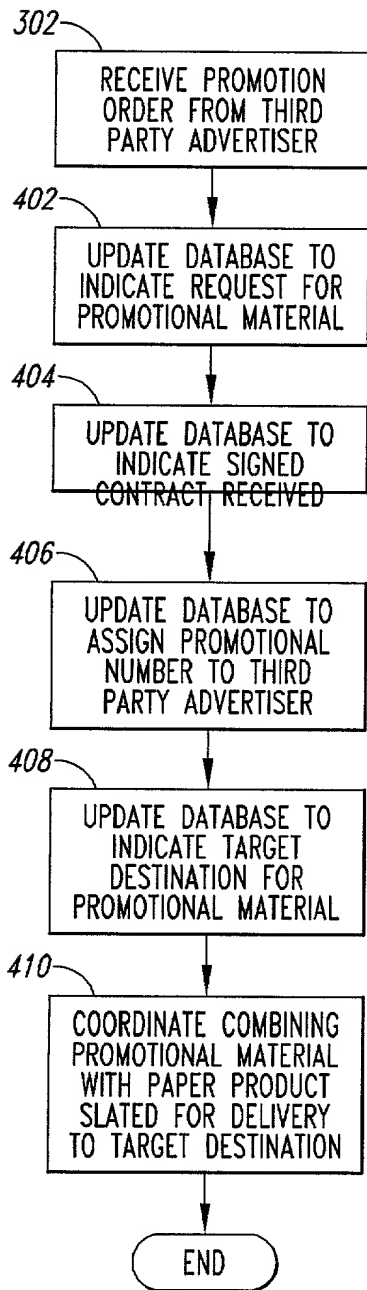 302
RECEIVE PROMOTION
ORDER FROM THIRD
PARTY ADVERTISER
402
UPDATE DATABASE TO
INDICATE REQUEST FOR
PROMOTIONAL MATERIAL
404
UPDATE DATABASE TO
INDICATE SIGNED
CONTRACT RECEIVED
406
UPDATE DATABASE TO
ASSIGN PROMOTIONAL
NUMBER TO THIRD
PARTY ADVERTISER
408
UPDATE DATABASE TO
INDICATE TARGET
DESTINATION FOR
PROMOTIONAL MATERIAL
410
COORDINATE COMBINING
PROMOTIONAL MATERIAL
WITH PAPER PRODUCT
SLATED FOR DELIVERY
TO TARGET DESTINATION
END